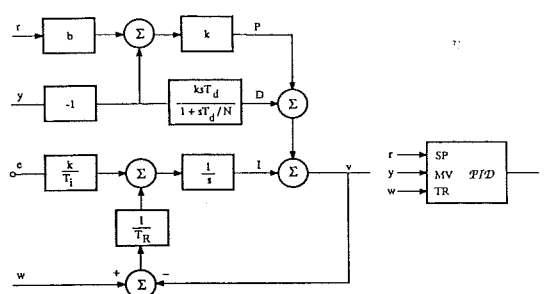 r b Σ k P
y -1 ksT_d / 1 + sT_d / N D Σ
e k / T_i Σ 1 / s I Σ v
1 / T_R
w + Σ −
r SP
y MV PID
w TR